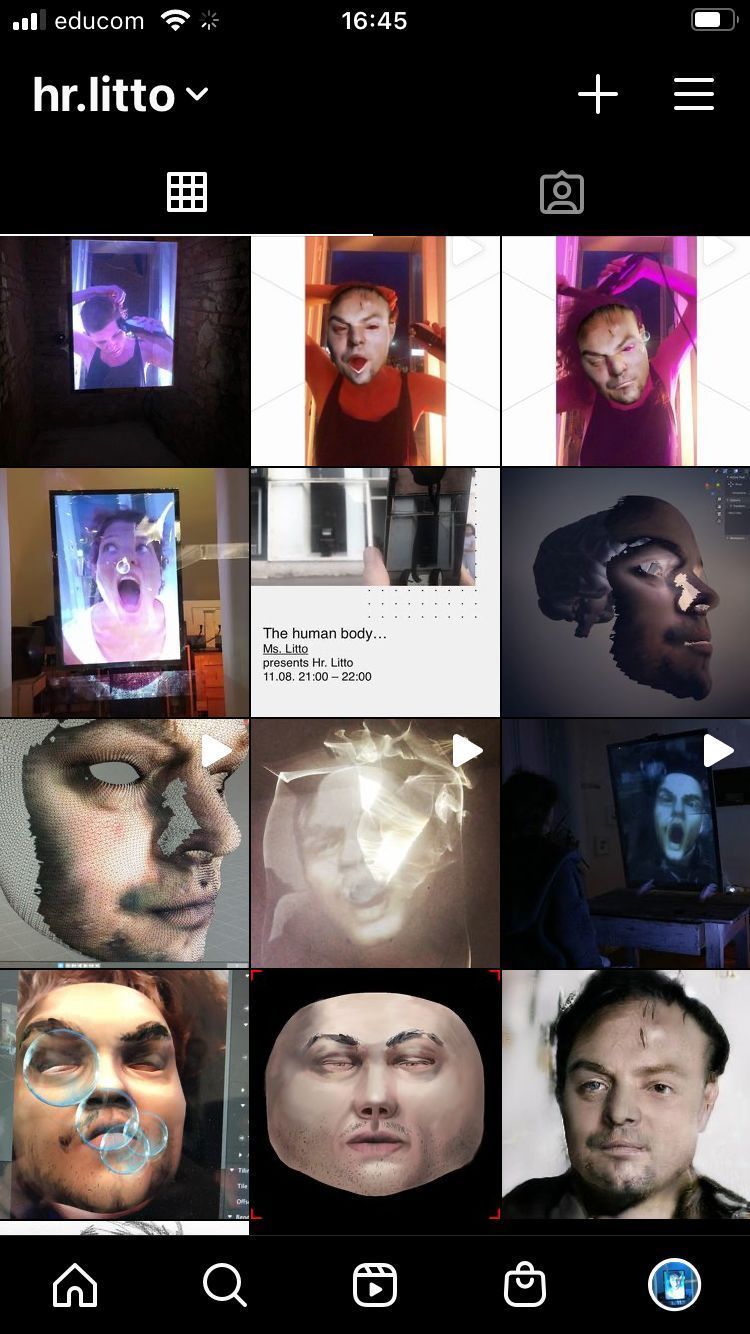 educom
16:45
hr.litto
The human body…
Ms. Litto
presents Hr. Litto
11.08. 21:00 – 22:00